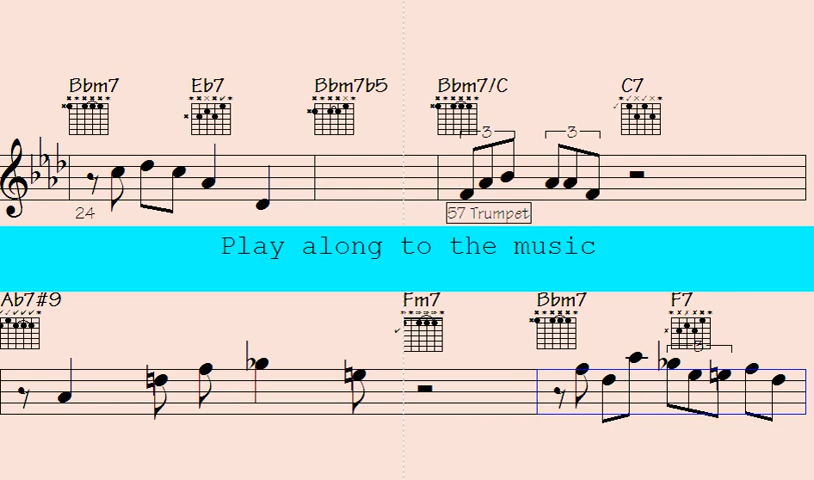 Bbm7 Eb7 Bbm7b5 Bbm7/C C7
3 3
24 57 Trumpet
Play along to the music
Ab7#9 Fm7 Bbm7 F7
3